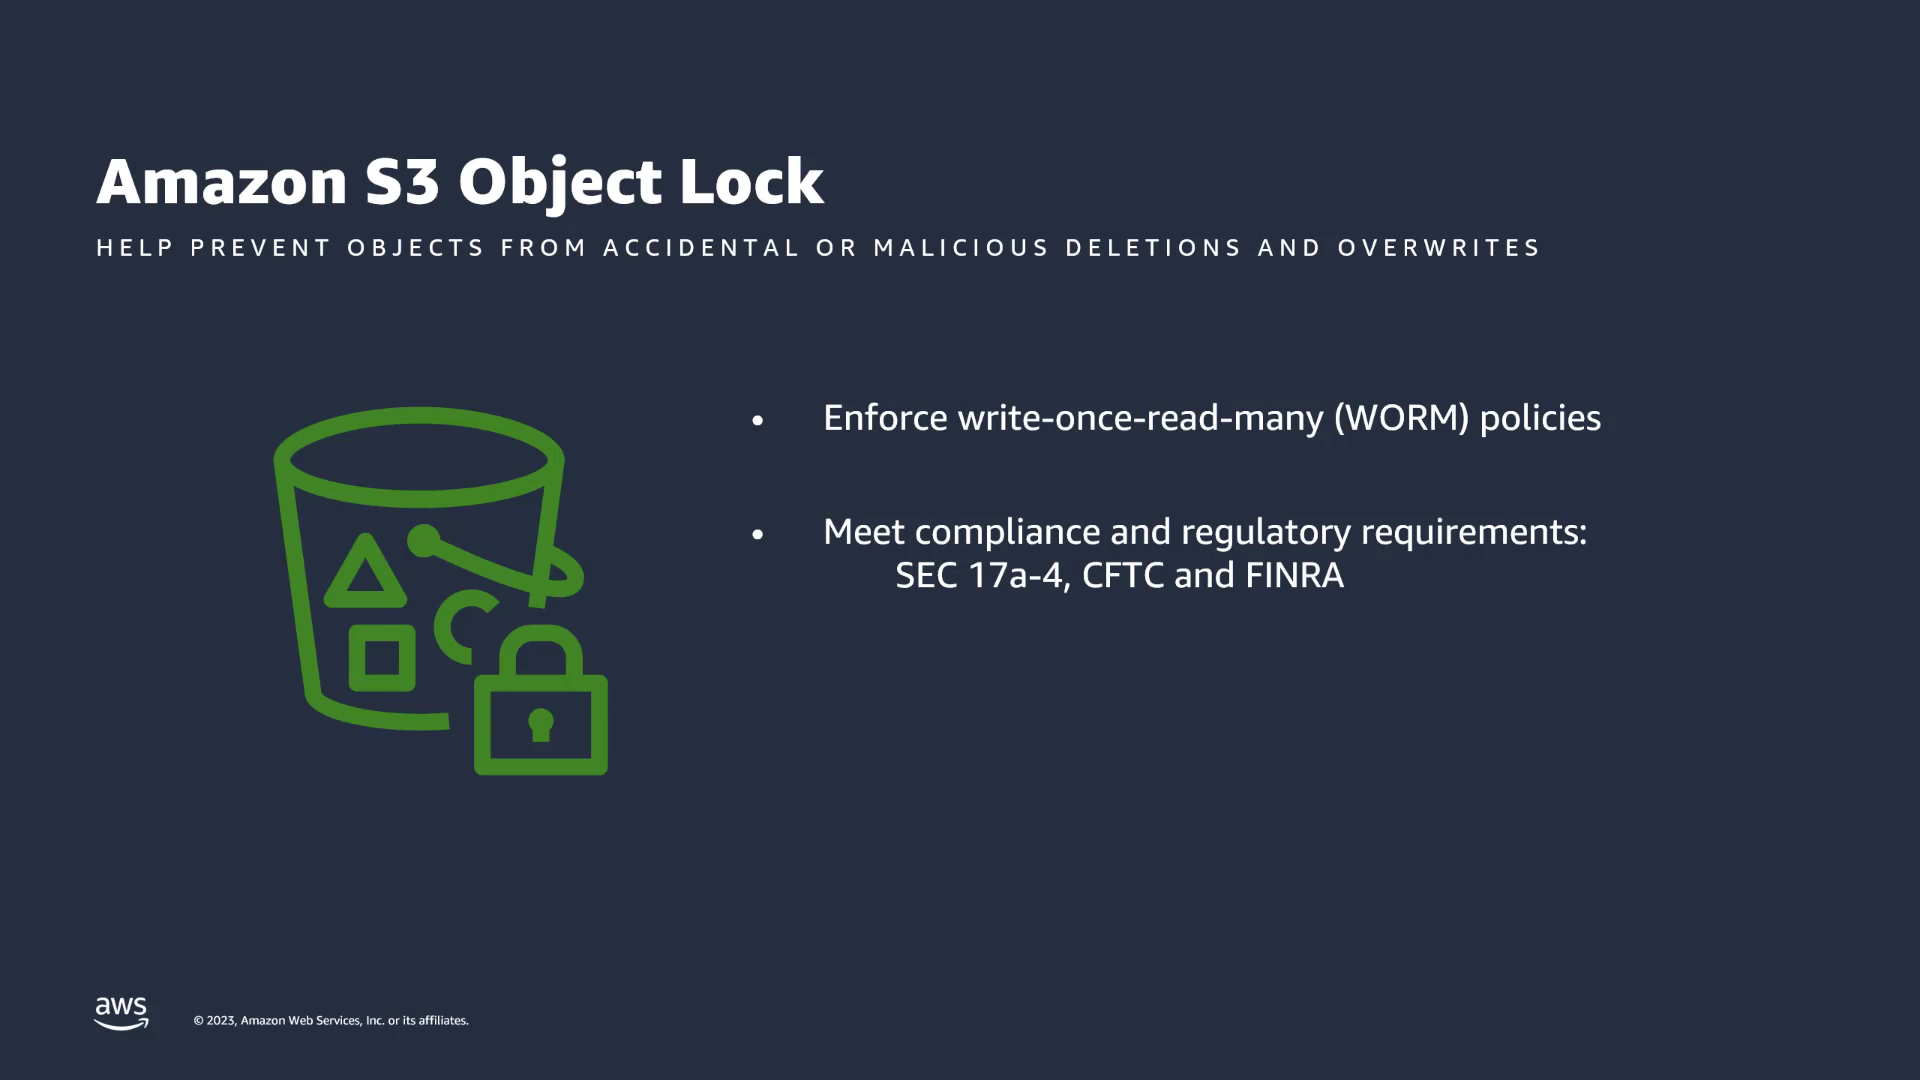 Amazon S3 Object Lock
HELP PREVENT OBJECTS FROM ACCIDENTAL OR MALICIOUS DELETIONS AND OVERWRITES
• Enforce write-once-read-many (WORM) policies
• Meet compliance and regulatory requirements:
SEC 17a-4, CFTC and FINRA
aws
© 2023, Amazon Web Services, Inc. or its affiliates.